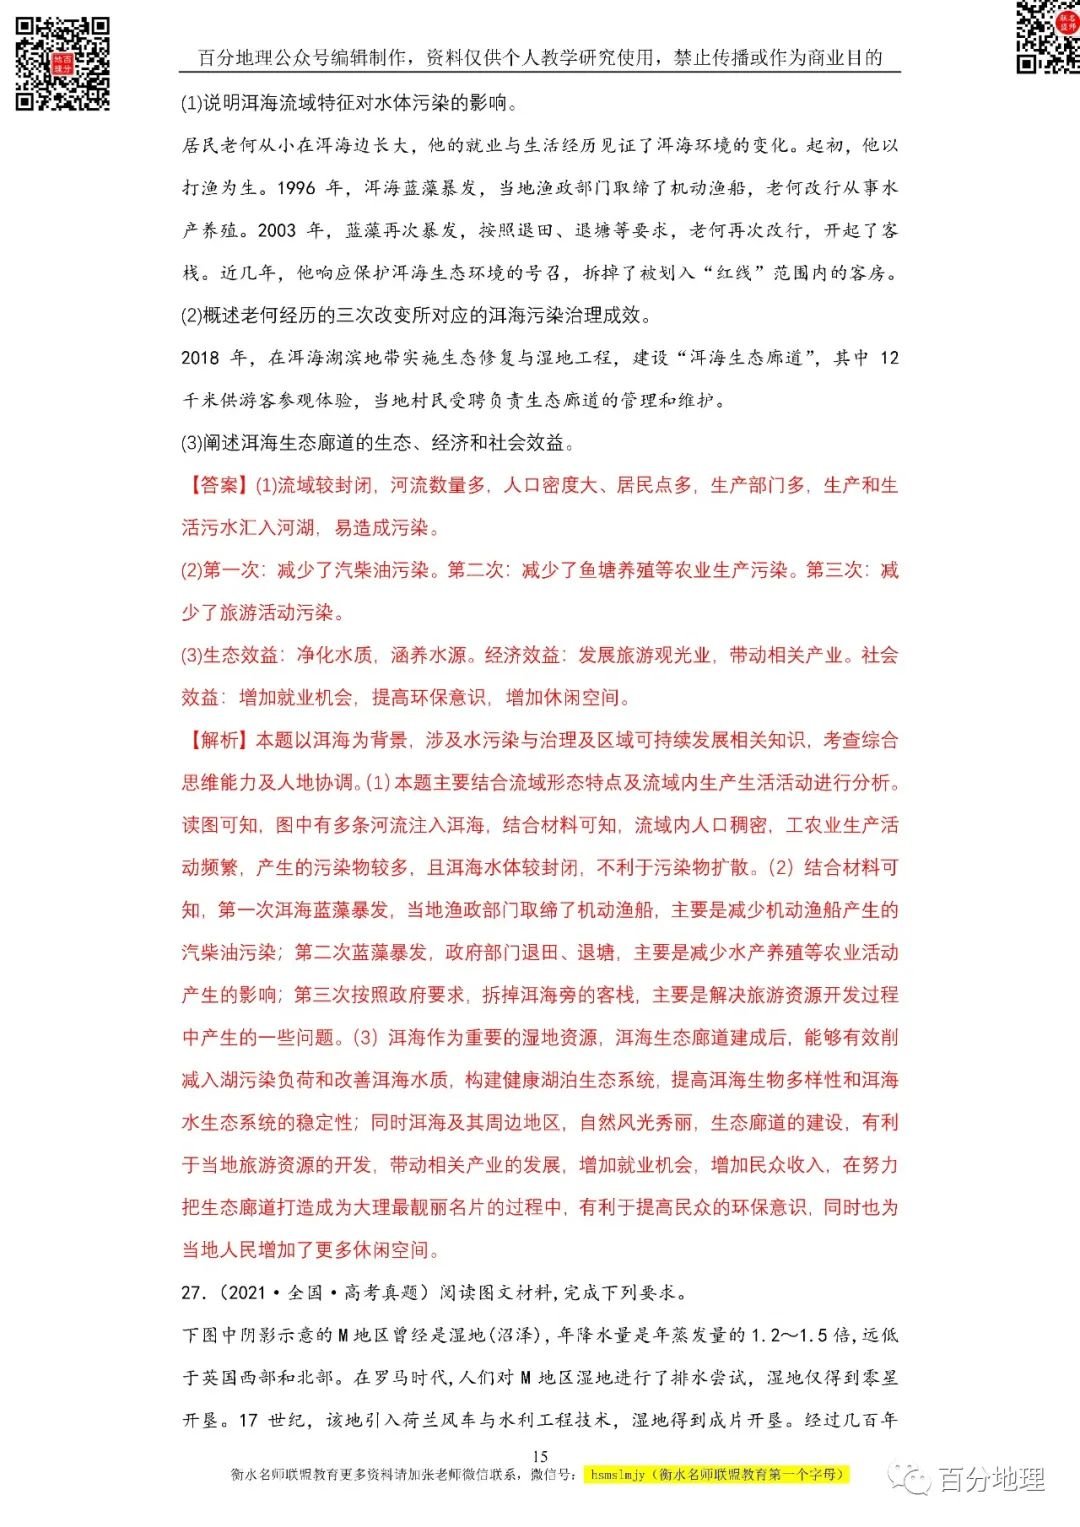 百分地理公众号编辑制作，资料仅供个人教学研究使用，禁止传播或作为商业目的
地百理分
联名盟师
(1)说明洱海流域特征对水体污染的影响。
居民老何从小在洱海边长大，他的就业与生活经历见证了洱海环境的变化。起初，他以
打渔为生。1996 年，洱海蓝藻暴发，当地渔政部门取缔了机动渔船，老何改行从事水
产养殖。2003 年，蓝藻再次暴发，按照退田、退塘等要求，老何再次改行，开起了客
栈。近几年，他响应保护洱海生态环境的号召，拆掉了被划入“红线”范围内的客房。
(2)概述老何经历的三次改变所对应的洱海污染治理成效。
2018 年，在洱海湖滨地带实施生态修复与湿地工程，建设“洱海生态廊道”，其中 12
千米供游客参观体验，当地村民受聘负责生态廊道的管理和维护。
(3)阐述洱海生态廊道的生态、经济和社会效益。
【答案】(1)流域较封闭，河流数量多，人口密度大、居民点多，生产部门多，生产和生
活污水汇入河湖，易造成污染。
(2)第一次：减少了汽柴油污染。第二次：减少了鱼塘养殖等农业生产污染。第三次：减
少了旅游活动污染。
(3)生态效益：净化水质，涵养水源。经济效益：发展旅游观光业，带动相关产业。社会
效益：增加就业机会，提高环保意识，增加休闲空间。
【解析】本题以洱海为背景，涉及水污染与治理及区域可持续发展相关知识，考查综合
思维能力及人地协调。(1)本题主要结合流域形态特点及流域内生产生活活动进行分析。
读图可知，图中有多条河流注入洱海，结合材料可知，流域内人口稠密，工农业生产活
动频繁，产生的污染物较多，且洱海水体较封闭，不利于污染物扩散。(2) 结合材料可
知，第一次洱海蓝藻暴发，当地渔政部门取缔了机动渔船，主要是减少机动渔船产生的
汽柴油污染；第二次蓝藻暴发，政府部门退田、退塘，主要是减少水产养殖等农业活动
产生的影响；第三次按照政府要求，拆掉洱海旁的客栈，主要是解决旅游资源开发过程
中产生的一些问题。(3) 洱海作为重要的湿地资源，洱海生态廊道建成后，能够有效削
减入湖污染负荷和改善洱海水质，构建健康湖泊生态系统，提高洱海生物多样性和洱海
水生态系统的稳定性；同时洱海及其周边地区，自然风光秀丽，生态廊道的建设，有利
于当地旅游资源的开发，带动相关产业的发展，增加就业机会，增加民众收入，在努力
把生态廊道打造成为大理最靓丽名片的过程中，有利于提高民众的环保意识，同时也为
当地人民增加了更多休闲空间。
27.（2021·全国·高考真题）阅读图文材料,完成下列要求。
下图中阴影示意的M地区曾经是湿地(沼泽),年降水量是年蒸发量的1.2～1.5倍,远低
于英国西部和北部。在罗马时代,人们对 M 地区湿地进行了排水尝试，湿地仅得到零星
开垦。17 世纪，该地引入荷兰风车与水利工程技术，湿地得到成片开垦。经过几百年
15
衡水名师联盟教育更多资料请加张老师微信联系，微信号： hsmslmjy（衡水名师联盟教育第一个字母）
百分地理